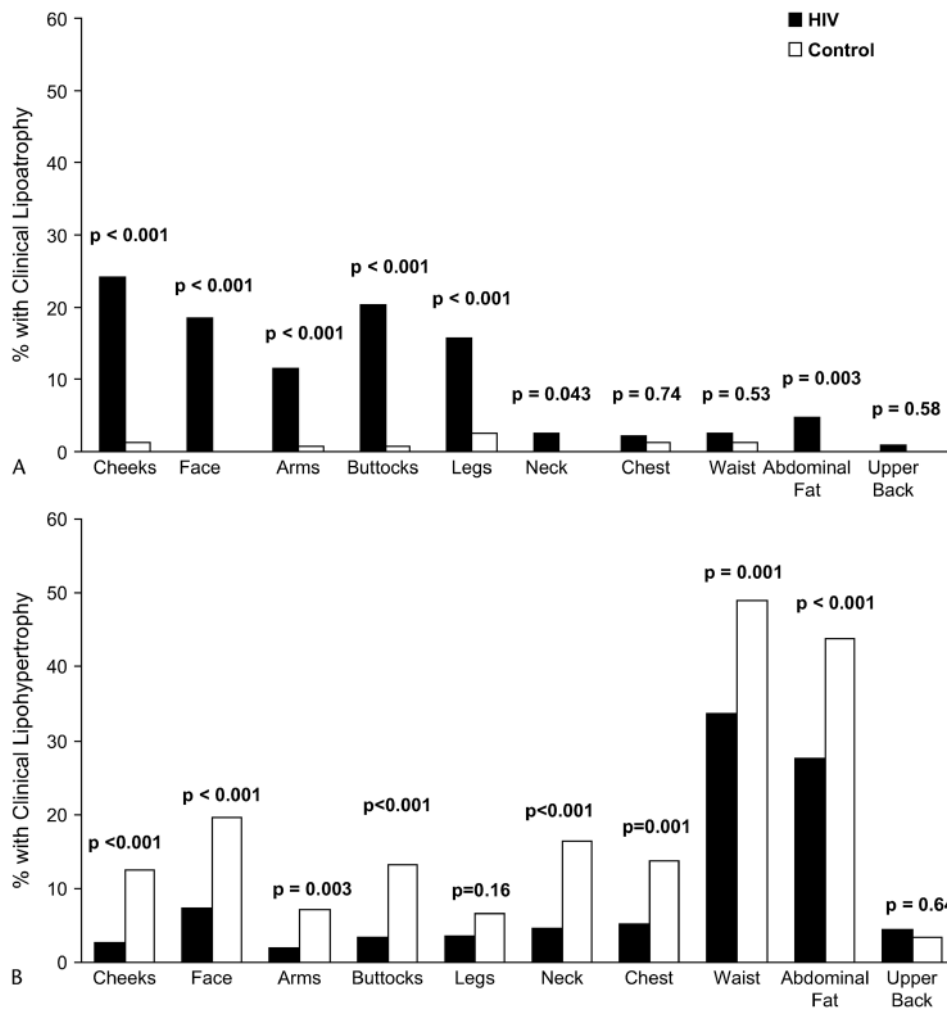 60
HIV
Control
50
40
30
20
10
0
% with Clinical Lipoatrophy
p < 0.001
p < 0.001
p < 0.001
p < 0.001
p < 0.001
p = 0.043
p = 0.74
p = 0.53
p = 0.003
p = 0.58
A
Cheeks
Face
Arms
Buttocks
Legs
Neck
Chest
Waist
Abdominal
Fat
Upper
Back
60
50
40
30
20
10
0
% with Clinical Lipohypertrophy
p <0.001
p < 0.001
p = 0.003
p<0.001
p=0.16
p<0.001
p=0.001
p = 0.001
p < 0.001
p = 0.64
B
Cheeks
Face
Arms
Buttocks
Legs
Neck
Chest
Waist
Abdominal
Fat
Upper
Back